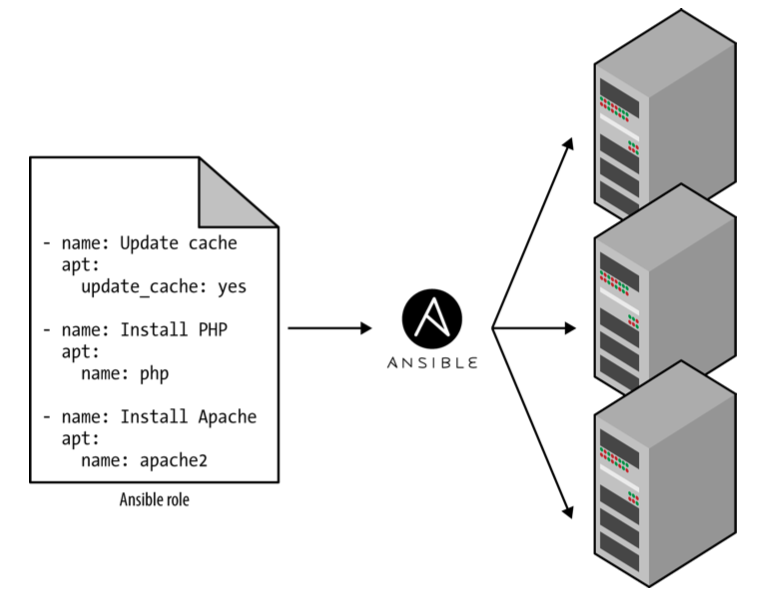 - name: Update cache
  apt:
    update_cache: yes
- name: Install PHP
  apt:
    name: php
- name: Install Apache
  apt:
    name: apache2
Ansible role
A
ANSIBLE